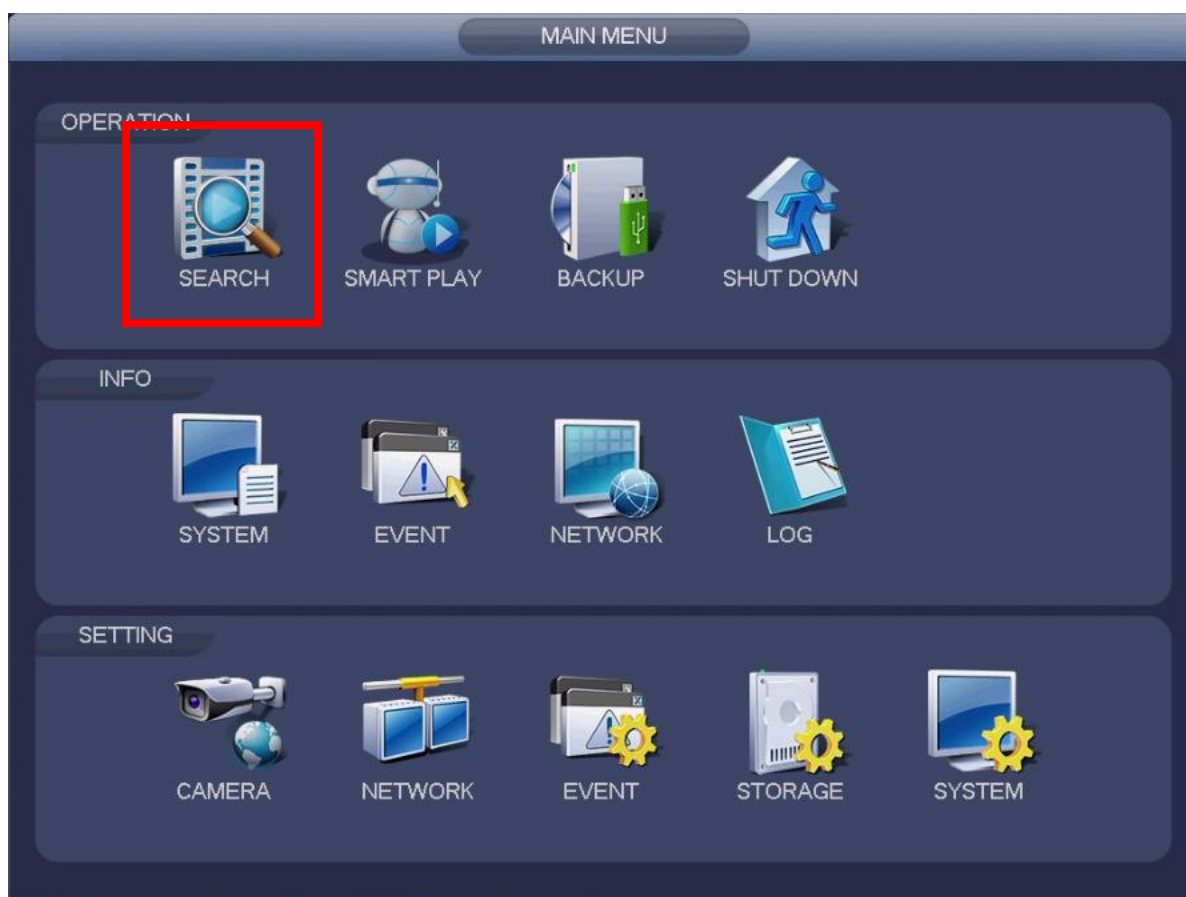 MAIN MENU
OPERATION
SEARCH SMART PLAY BACKUP SHUT DOWN
INFO
SYSTEM EVENT NETWORK LOG
SETTING
CAMERA NETWORK EVENT STORAGE SYSTEM